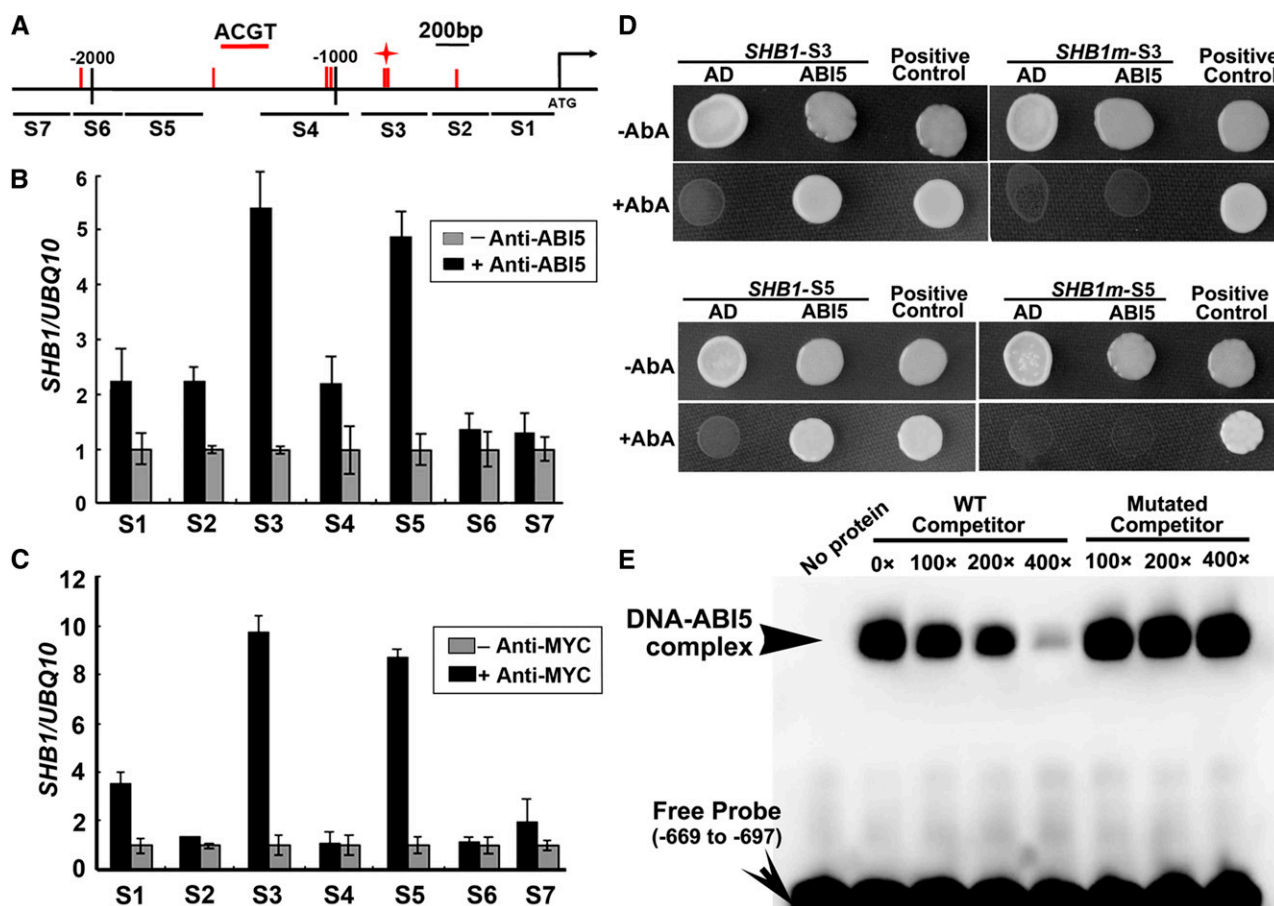 A
ACGT
200bp
-2000
-1000
ATG
S7 S6 S5 S4 S3 S2 S1
B
SHB1/UBQ10
6
5
4
3
2
1
0
– Anti-ABI5
+ Anti-ABI5
S1 S2 S3 S4 S5 S6 S7
C
SHB1/UBQ10
12
10
8
6
4
2
0
– Anti-MYC
+ Anti-MYC
S1 S2 S3 S4 S5 S6 S7
D
SHB1-S3
AD ABI5
Positive
Control
SHB1m-S3
AD ABI5
Positive
Control
-AbA
+AbA
SHB1-S5
AD ABI5
Positive
Control
SHB1m-S5
AD ABI5
Positive
Control
-AbA
+AbA
E
No protein
WT
Competitor
0× 100× 200× 400×
Mutated
Competitor
100× 200× 400×
DNA-ABI5
complex
Free Probe
(-669 to -697)